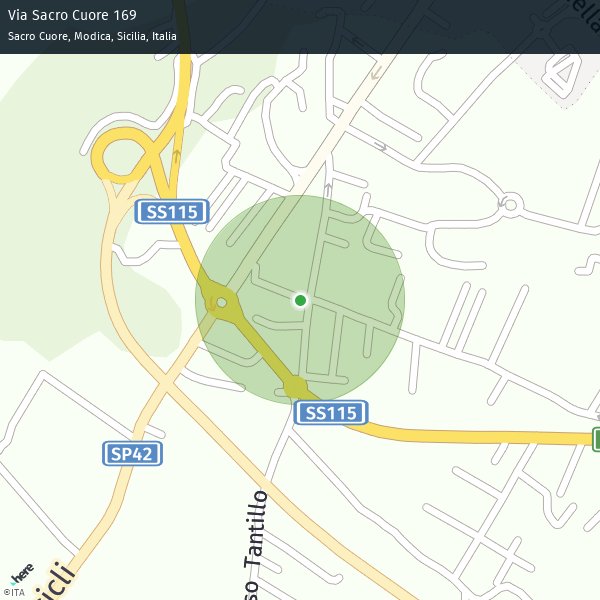 Via Sacro Cuore 169
Sacro Cuore, Modica, Sicilia, Italia
SS115
SS115
SP42
so Tantillo
icli
ella
here
©ITA